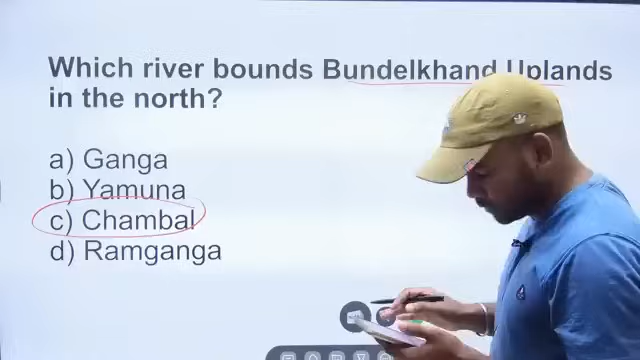 Which river bounds Bundelkhand Uplands
in the north?
a) Ganga
b) Yamuna
c) Chambal
d) Ramganga